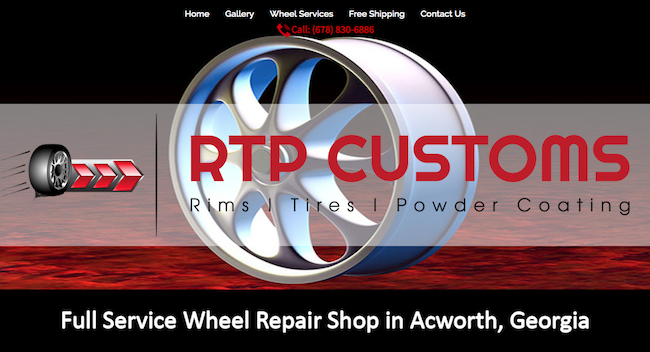 Home Gallery Wheel Services Free Shipping Contact Us
Call: (678) 830-6886
RTP CUSTOMS
Rims | Tires | Powder Coating
Full Service Wheel Repair Shop in Acworth, Georgia